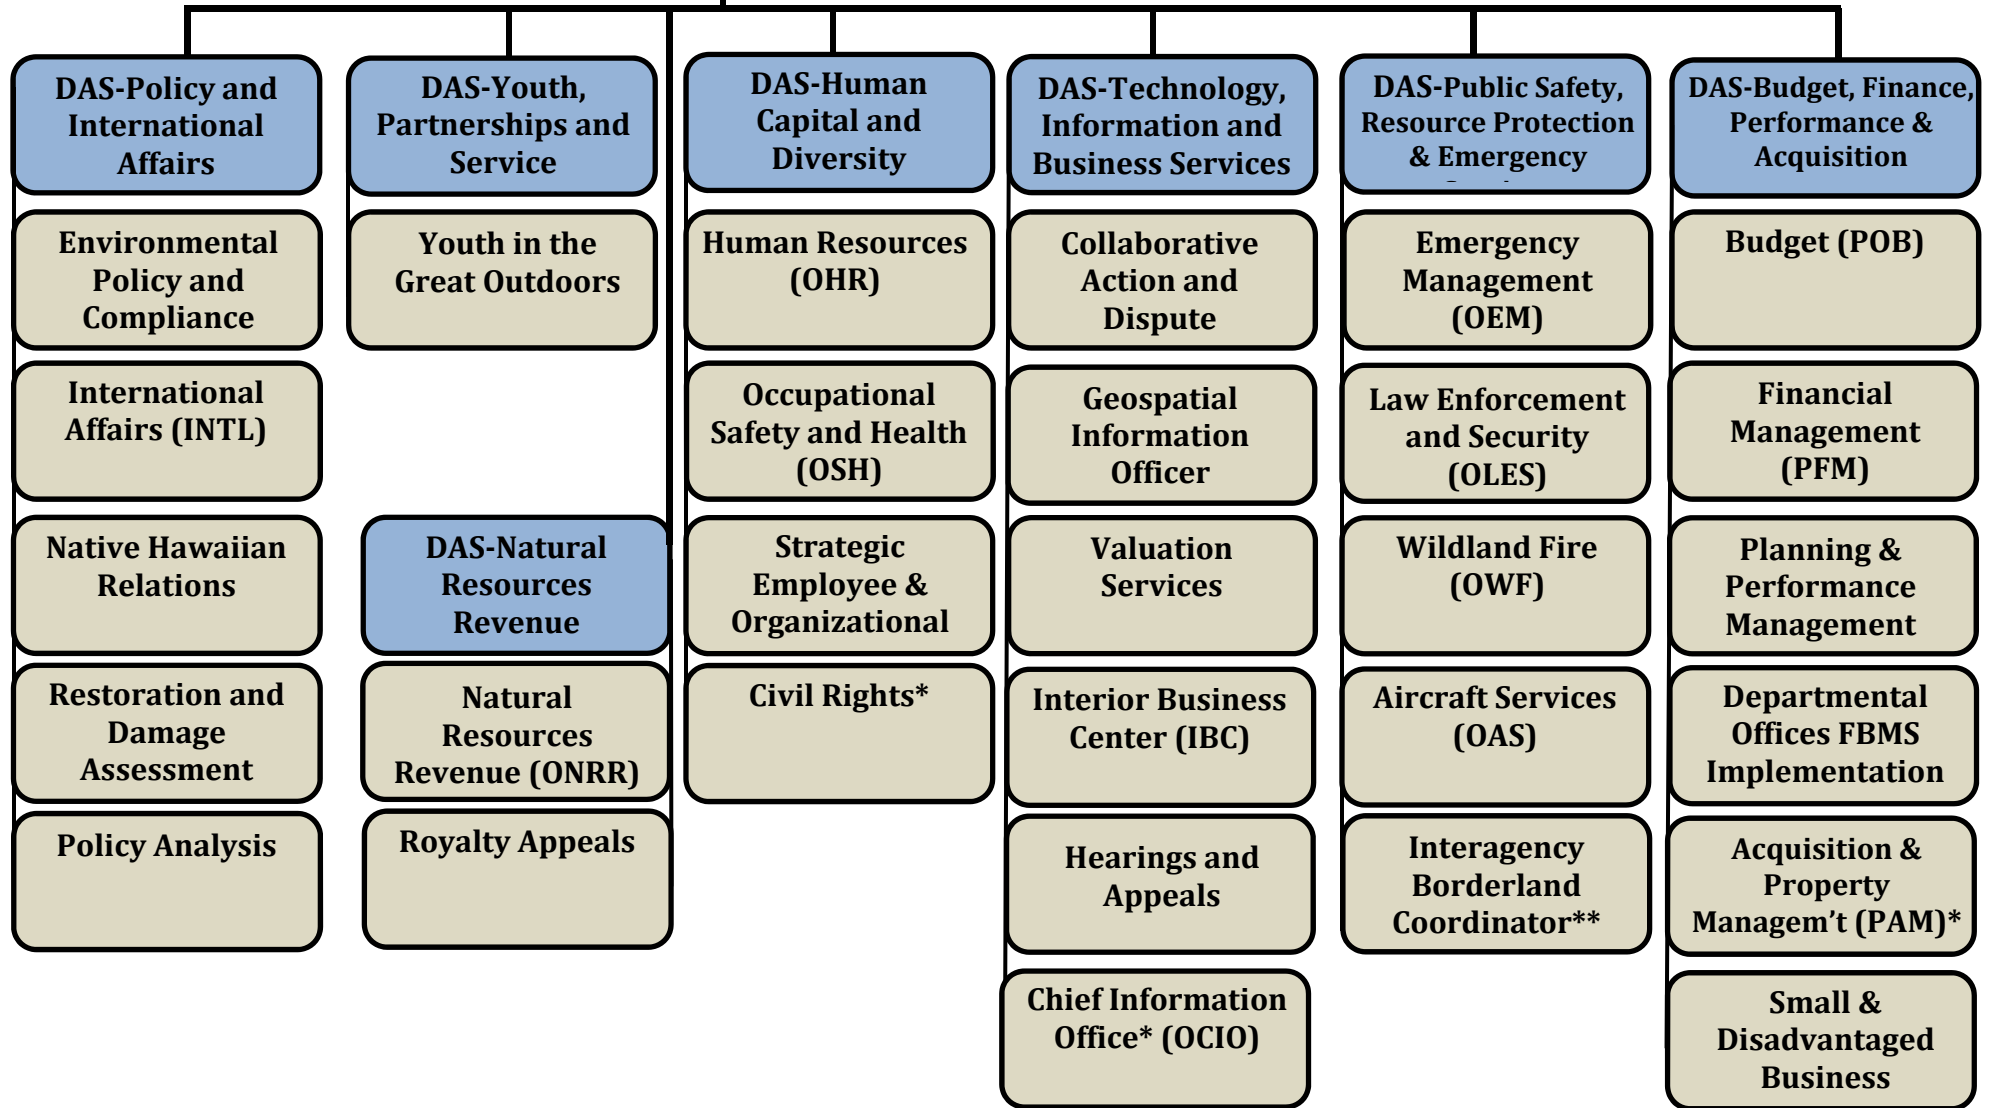 DAS-Policy and
International
Affairs
Environmental
Policy and
Compliance
International
Affairs (INTL)
Native Hawaiian
Relations
Restoration and
Damage
Assessment
Policy Analysis
DAS-Youth,
Partnerships and
Service
Youth in the
Great Outdoors
DAS-Natural
Resources
Revenue
Natural
Resources
Revenue (ONRR)
Royalty Appeals
DAS-Human
Capital and
Diversity
Human Resources
(OHR)
Occupational
Safety and Health
(OSH)
Strategic
Employee &
Organizational
Civil Rights*
DAS-Technology,
Information and
Business Services
Collaborative
Action and
Dispute
Geospatial
Information
Officer
Valuation
Services
Interior Business
Center (IBC)
Hearings and
Appeals
Chief Information
Office* (OCIO)
DAS-Public Safety,
Resource Protection
& Emergency
Emergency
Management
(OEM)
Law Enforcement
and Security
(OLES)
Wildland Fire
(OWF)
Aircraft Services
(OAS)
Interagency
Borderland
Coordinator**
DAS-Budget, Finance,
Performance &
Acquisition
Budget (POB)
Financial
Management
(PFM)
Planning &
Performance
Management
Departmental
Offices FBMS
Implementation
Acquisition &
Property
Managem't (PAM)*
Small &
Disadvantaged
Business